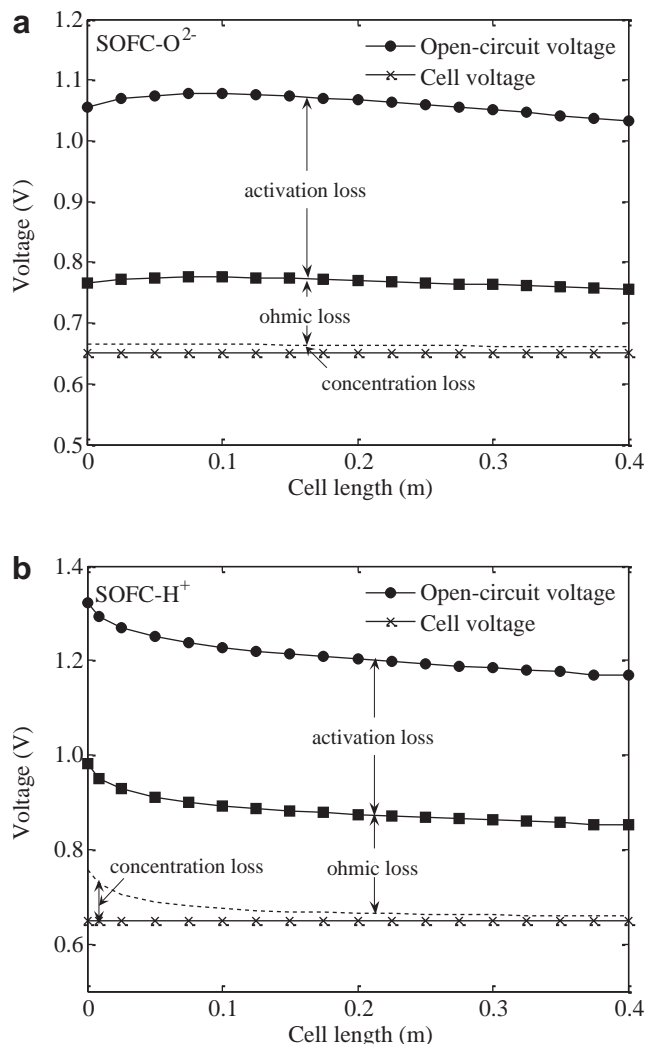 a
SOFC-O2-
Open-circuit voltage
Cell voltage
activation loss
ohmic loss
concentration loss
Voltage (V)
1.2
1.1
1.0
0.9
0.8
0.7
0.6
0.5
0
0.1
0.2
0.3
0.4
Cell length (m)
b
SOFC-H+
Open-circuit voltage
Cell voltage
activation loss
concentration loss
ohmic loss
Voltage (V)
1.4
1.2
1.0
0.8
0.6
0
0.1
0.2
0.3
0.4
Cell length (m)